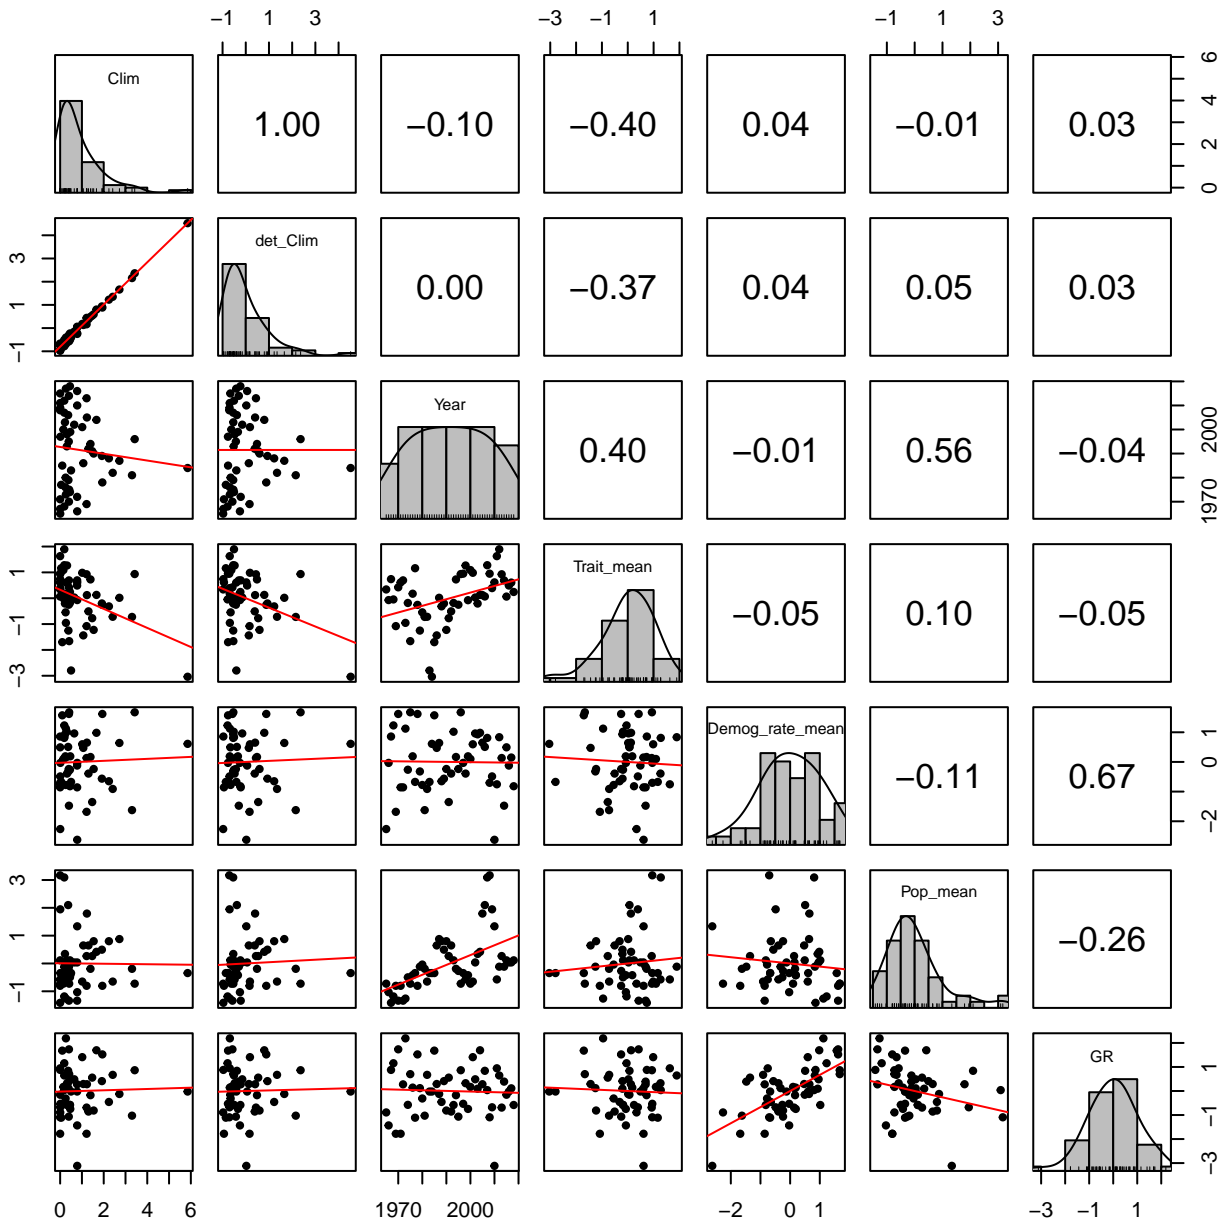 −1 1 3 −3 −1 1 −1 1 3
Clim 1.00 −0.10 −0.40 0.04 −0.01 0.03 0 2 4 6
−1 1 3 det_Clim 0.00 −0.37 0.04 0.05 0.03
Year 0.40 −0.01 0.56 −0.04 1970 2000
−3 −1 1 Trait_mean −0.05 0.10 −0.05
Demog_rate_mean −0.11 0.67 −2 0 1
−1 1 3 Pop_mean −0.26
GR −3 −1 1
0 2 4 6 1970 2000 −2 0 1 −3 −1 1